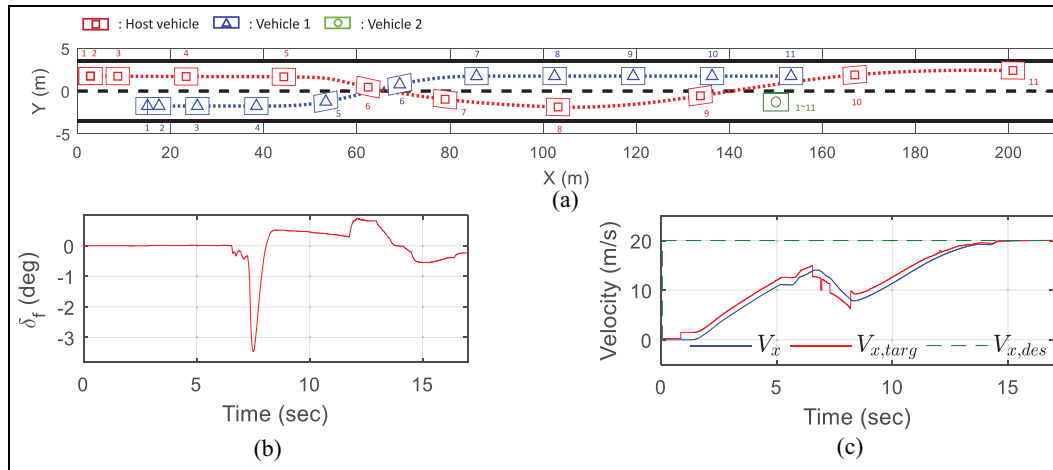 : Host vehicle : Vehicle 1 : Vehicle 2
(a)
5
0
-5
Y (m)
1 2 3 4 5 7 8 9 10 11
6 6 5 7 8 9 10 11
1 2 3 4 1~11
0 20 40 60 80 100 120 140 160 180 200
X (m)
(a)
0
-1
-2
-3
δf (deg)
0 5 10 15
Time (sec)
(b)
20
10
0
Velocity (m/s)
Vx Vx,targ Vx,des
0 5 10 15
Time (sec)
(c)